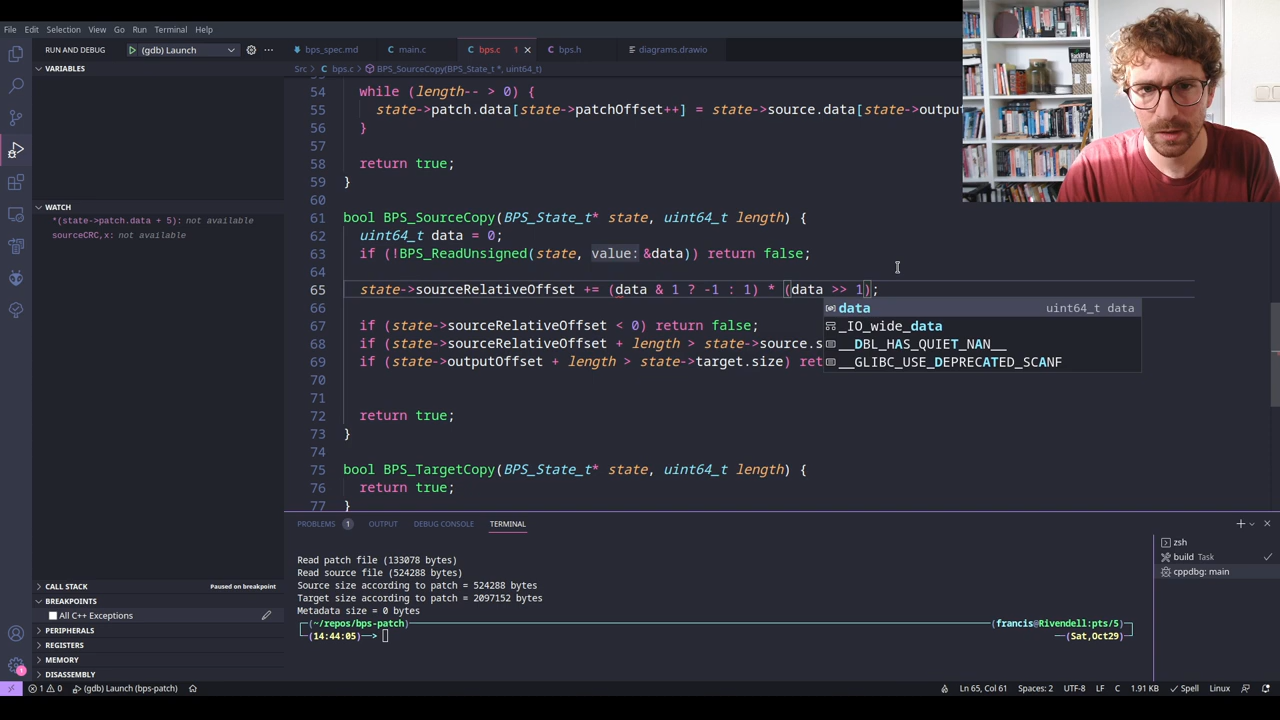 File Edit Selection View Go Run Terminal Help
RUN AND DEBUG (gdb) Launch
bps_spec.md main.c bps.c 1 bps.h diagrams.drawio
VARIABLES
Src bps.c BPS_SourceCopy(BPS_State_t *, uint64_t)
54 while (length-- > 0) {
55 state->patch.data[state->patchOffset++] = state->source.data[state->outpu
56 }
57
58 return true;
59 }
60
61 bool BPS_SourceCopy(BPS_State_t* state, uint64_t length) {
62 uint64_t data = 0;
63 if (!BPS_ReadUnsigned(state, value: &data)) return false;
64
65 state->sourceRelativeOffset += (data & 1 ? -1 : 1) * (data >> 1);
66
67 if (state->sourceRelativeOffset < 0) return false;
68 if (state->sourceRelativeOffset + length > state->source.s
69 if (state->outputOffset + length > state->target.size) ret
70
71
72 return true;
73 }
74
75 bool BPS_TargetCopy(BPS_State_t* state, uint64_t length) {
76 return true;
77 }
data uint64_t data
_IO_wide_data
__DBL_HAS_QUIET_NAN__
__GLIBC_USE_DEPRECATED_SCANF
WATCH
*(state->patch.data + 5): not available
sourceCRC,x: not available
CALL STACK Paused on breakpoint
BREAKPOINTS
All C++ Exceptions
PERIPHERALS
REGISTERS
MEMORY
DISASSEMBLY
PROBLEMS 1 OUTPUT DEBUG CONSOLE TERMINAL
Read patch file (133078 bytes)
Read source file (524288 bytes)
Source size according to patch = 524288 bytes
Target size according to patch = 2097152 bytes
Metadata size = 0 bytes
(~/repos/bps-patch) (francis@Rivendell:pts/5)
(14:44:05)-> (Sat,Oct29)
zsh
build Task
cppdbg: main
1 0 (gdb) Launch (bps-patch) Ln 65, Col 61 Spaces: 2 UTF-8 LF C 1.91 KB Spell Linux